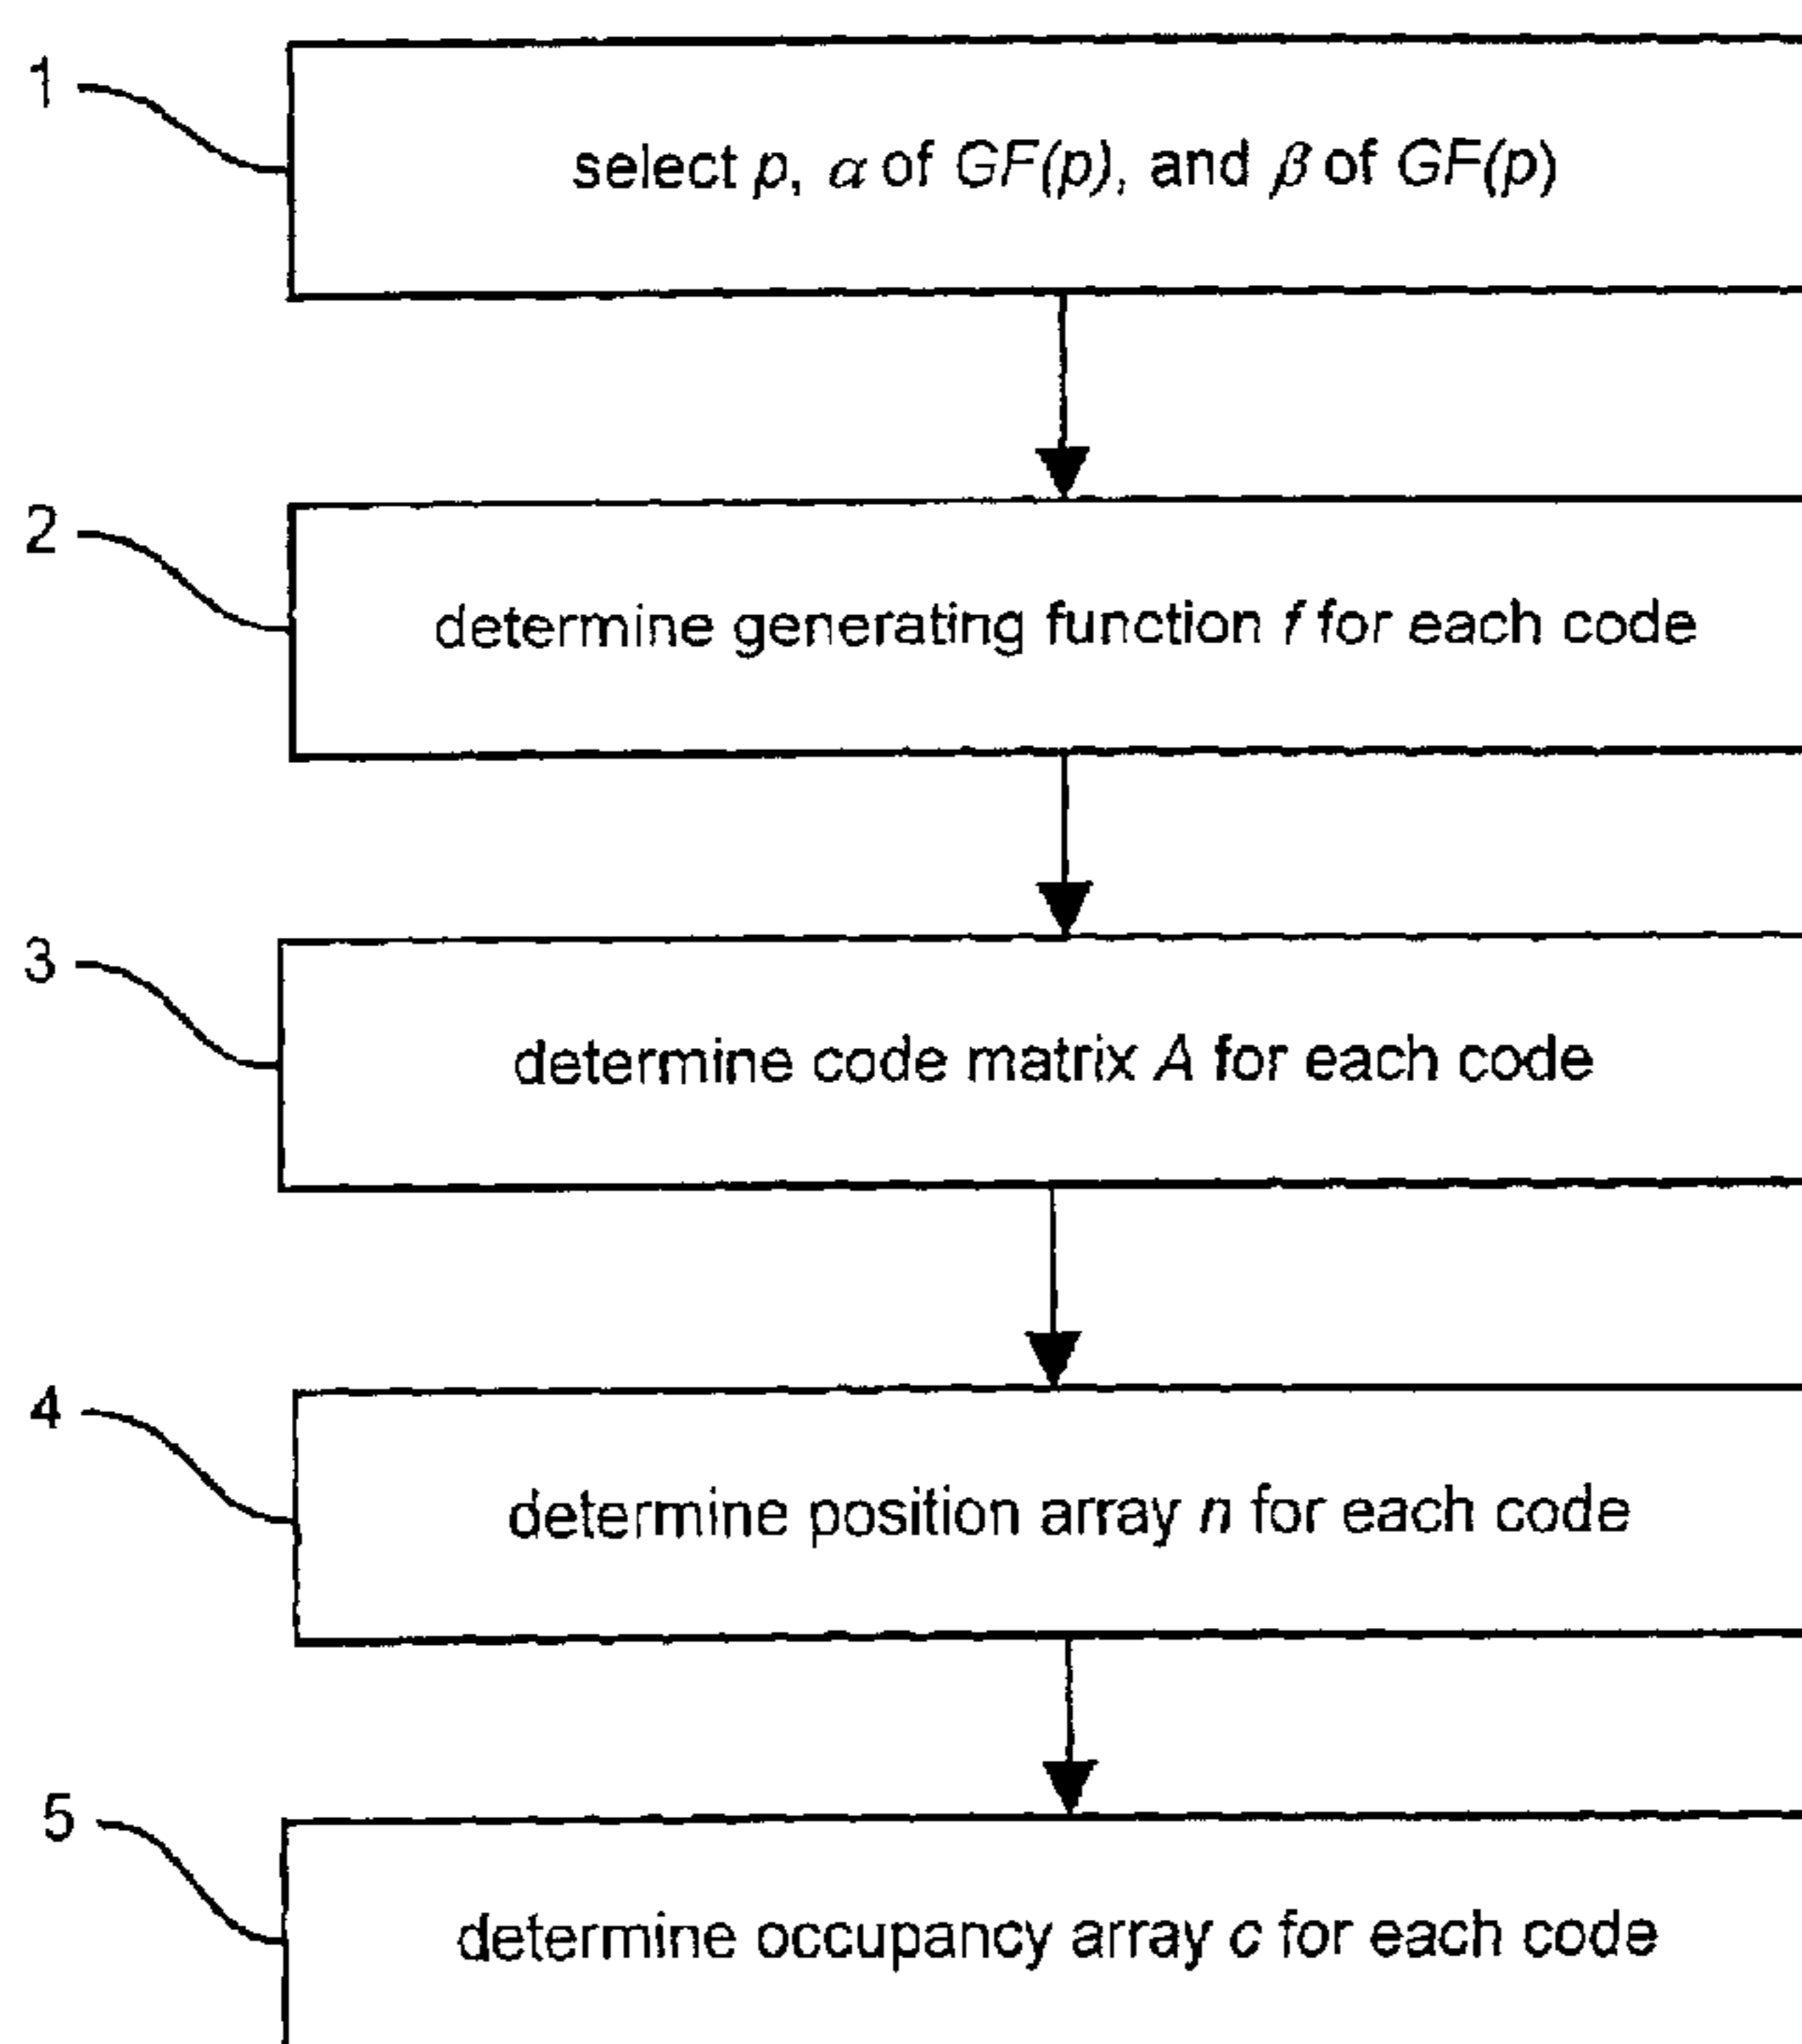 1
select p, α of GF(p), and β of GF(p)
2
determine generating function f for each code
3
determine code matrix A for each code
4
determine position array n for each code
5
determine occupancy array c for each code